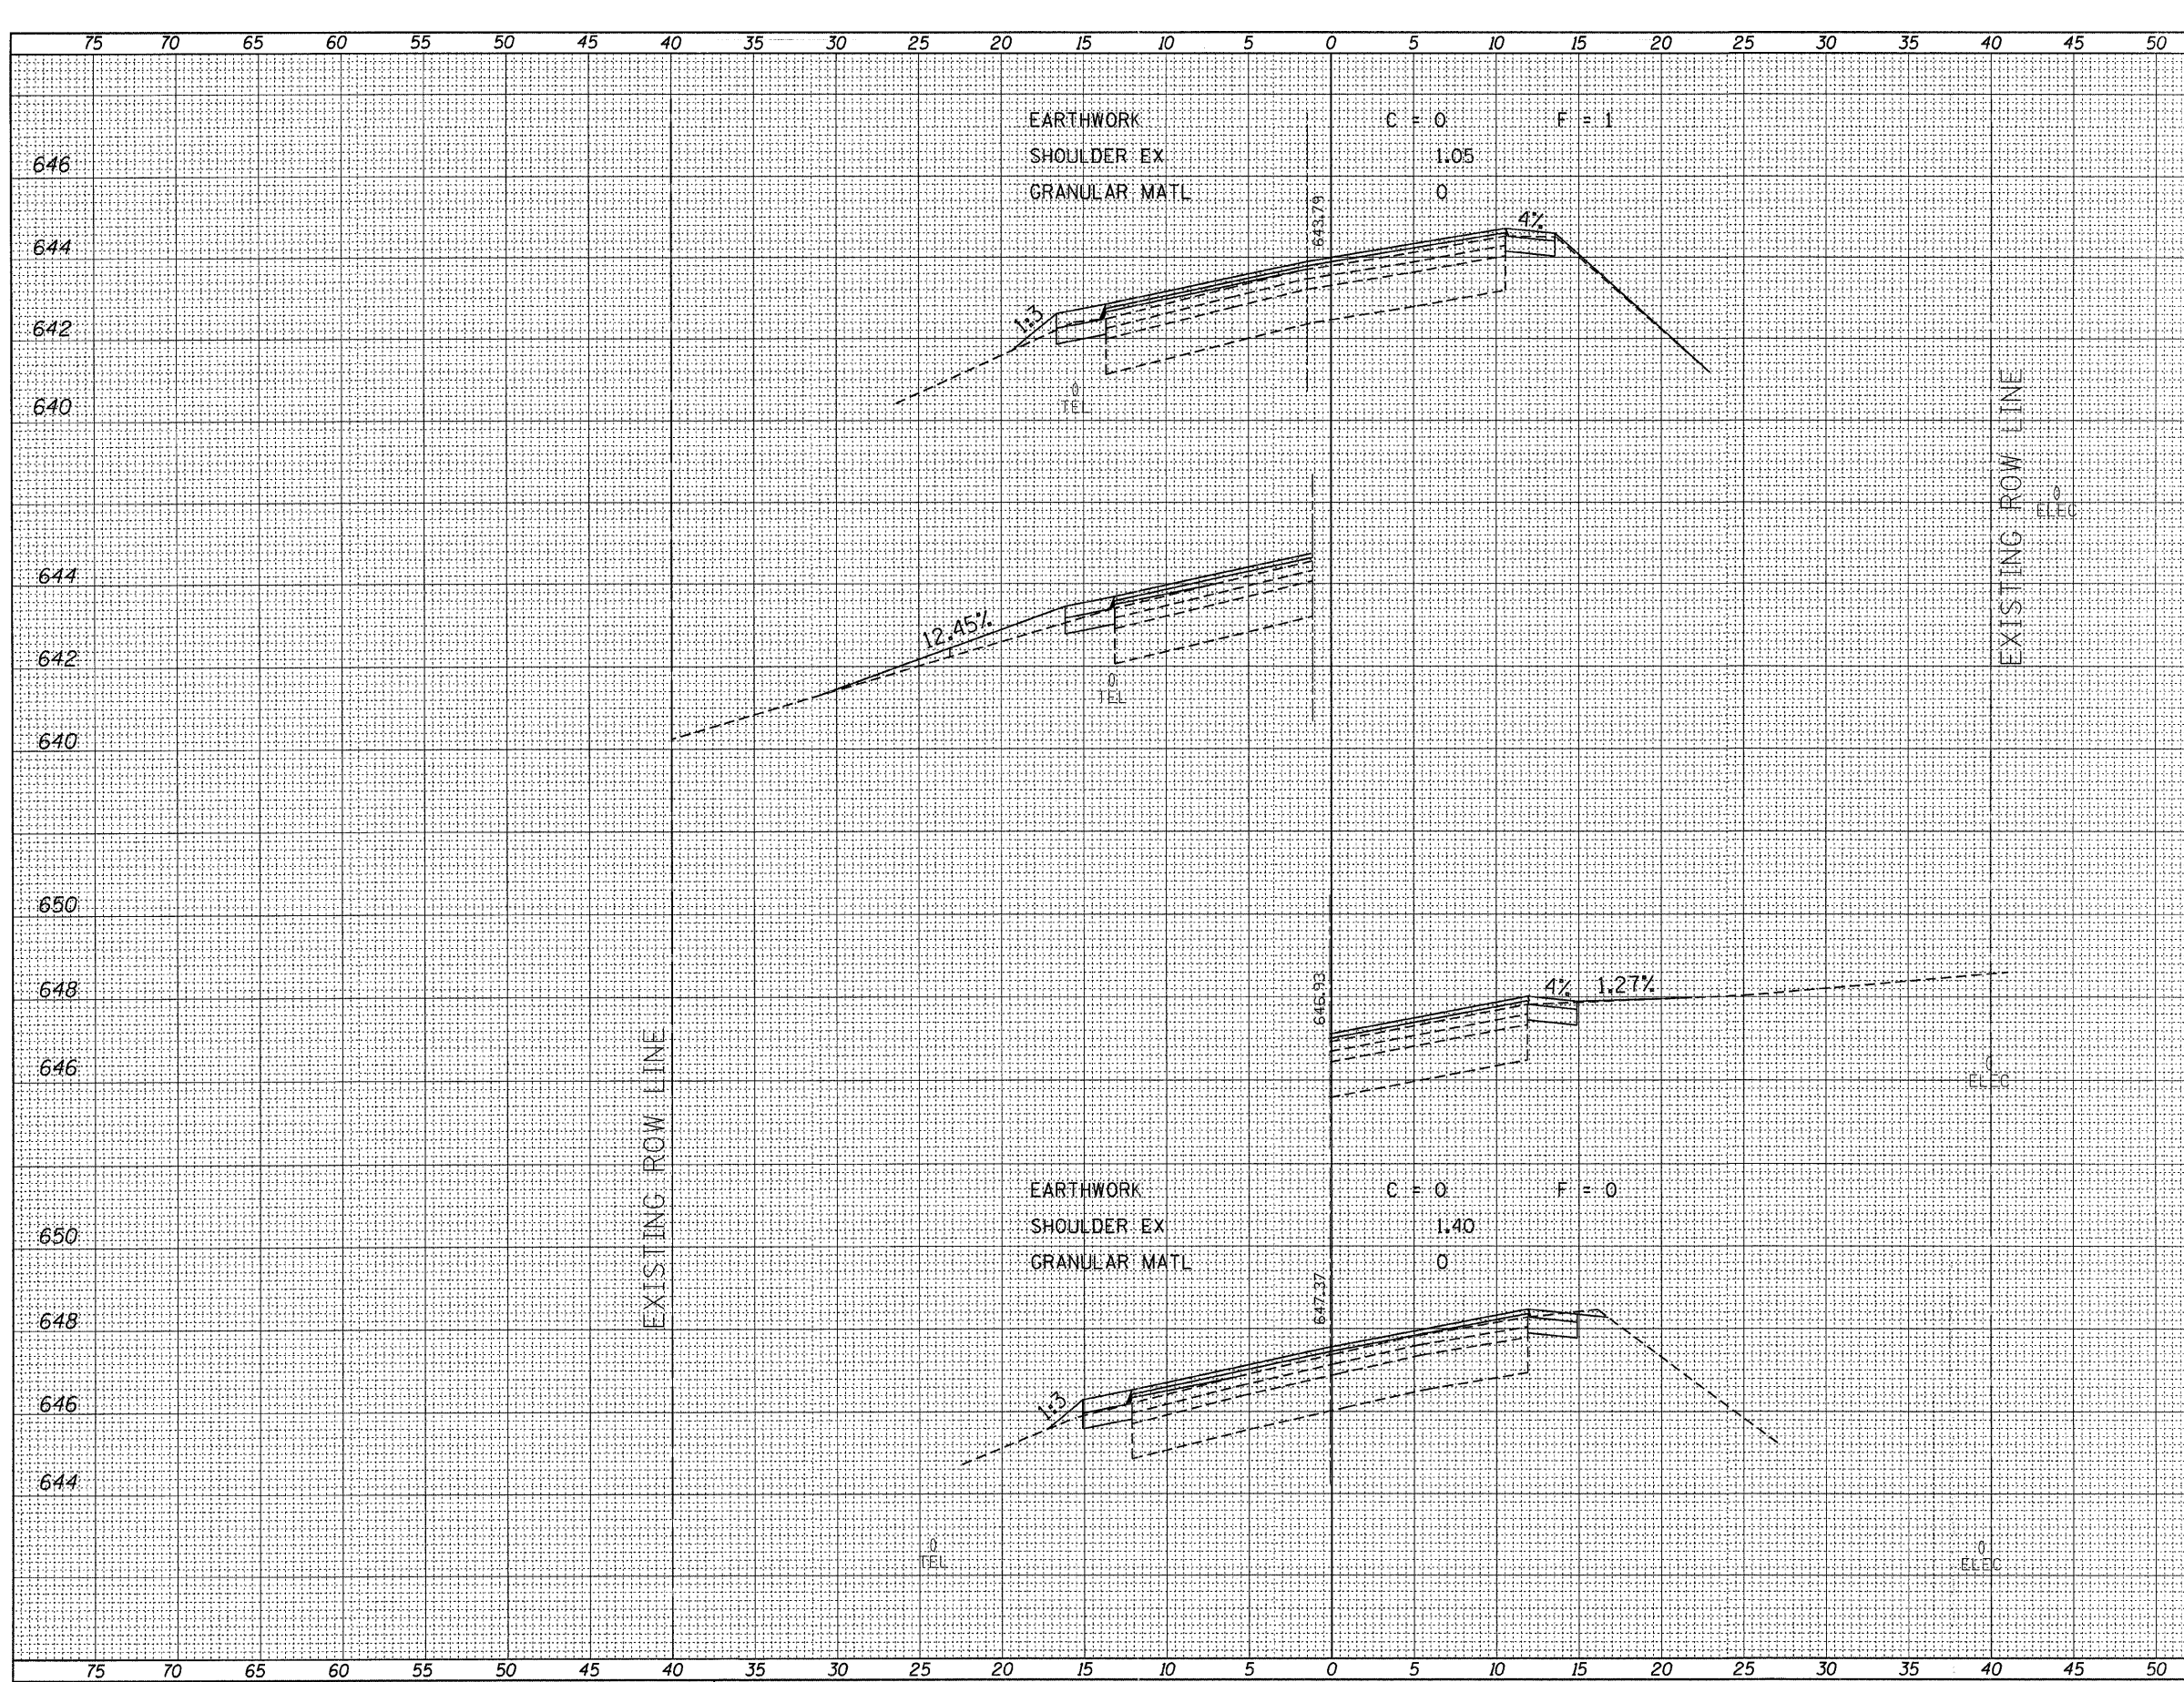 75 70 65 60 55 50 45 40 35 30 25 20 15 10 5 0 5 10 15 20 25 30 35 40 45 50
EARTHWORK C = 0 F = 1
646
SHOULDER EX 1.05
GRANULAR MATL 0
643.79
4%
644
1:3
642
0
TEL
640
EXISTING ROW LINE
0
ELEC
644
12.45%
642
0
TEL
640
650
646.93
648
4% 1.27%
646
0
ELEC
EXISTING ROW LINE
EARTHWORK C = 0 F = 0
SHOULDER EX 1.40
650
GRANULAR MATL 0
647.37
648
646
1:3
644
0
TEL
0
ELEC
75 70 65 60 55 50 45 40 35 30 25 20 15 10 5 0 5 10 15 20 25 30 35 40 45 50